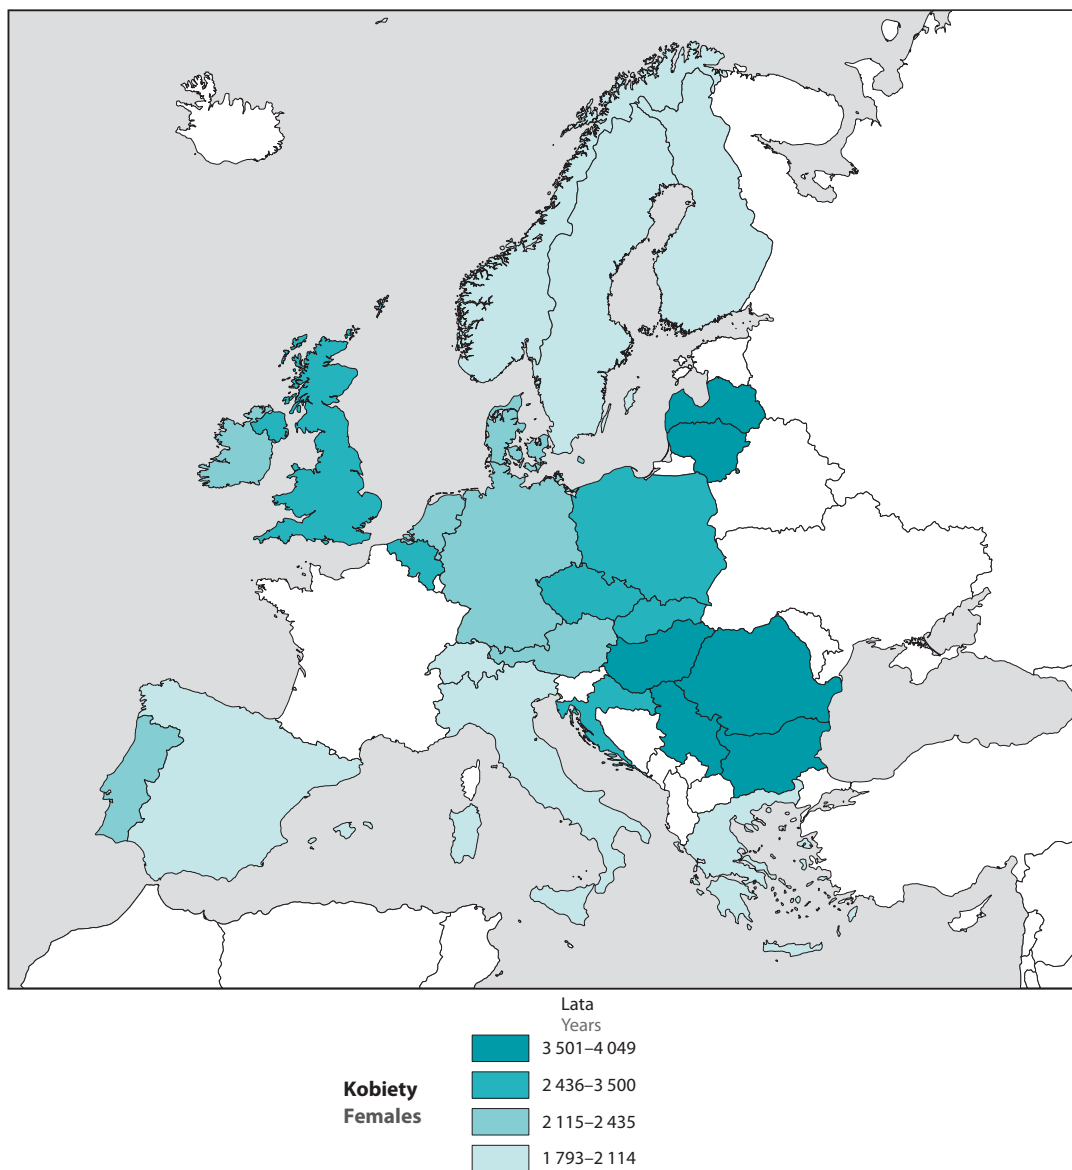 Lata
Years
3 501–4 049
2 436–3 500
Kobiety
Females
2 115–2 435
1 793–2 114